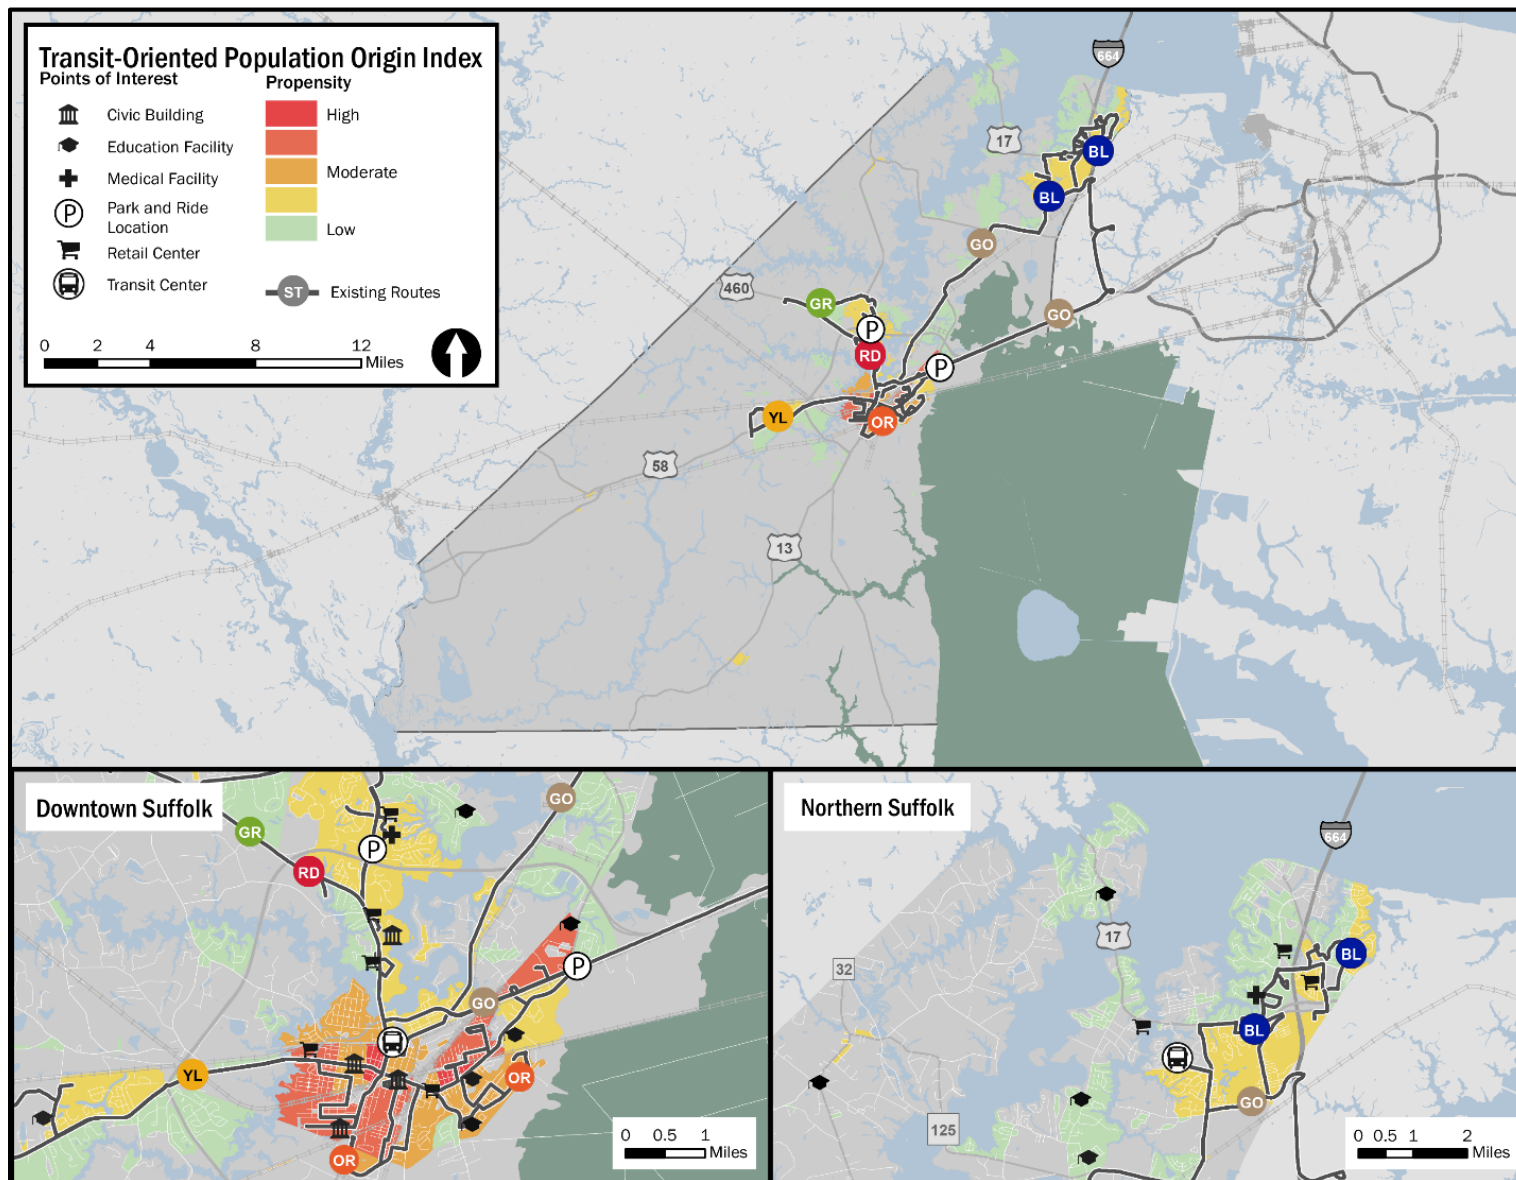 Transit-Oriented Population Origin Index
Points of Interest
Propensity
Civic Building
High
Education Facility
Medical Facility
Moderate
P
Park and Ride
Location
Retail Center
Low
Transit Center
ST
Existing Routes
0 2 4 8 12
Miles
664
17
BL
BL
GO
460
GR
P
GO
RD
P
YL
OR
58
13
Downtown Suffolk
GO
GR
P
RD
P
GO
YL
OR
OR
0 0.5 1
Miles
Northern Suffolk
664
17
32
BL
BL
GO
125
0 0.5 1 2
Miles